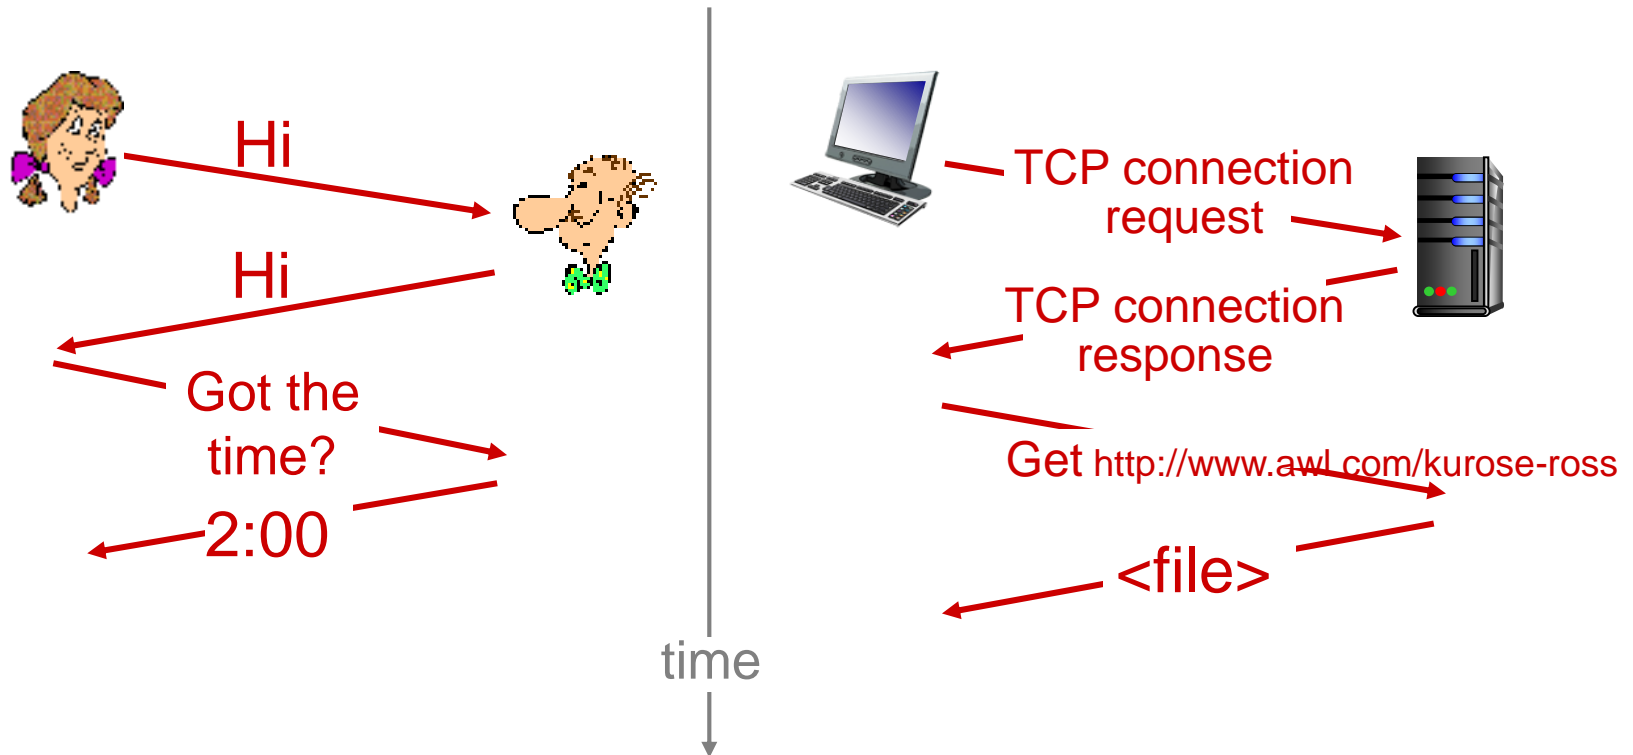 Hi
Hi
Got the
time?
2:00
TCP connection
request
TCP connection
response
Get http://www.awl.com/kurose-ross
<file>
time